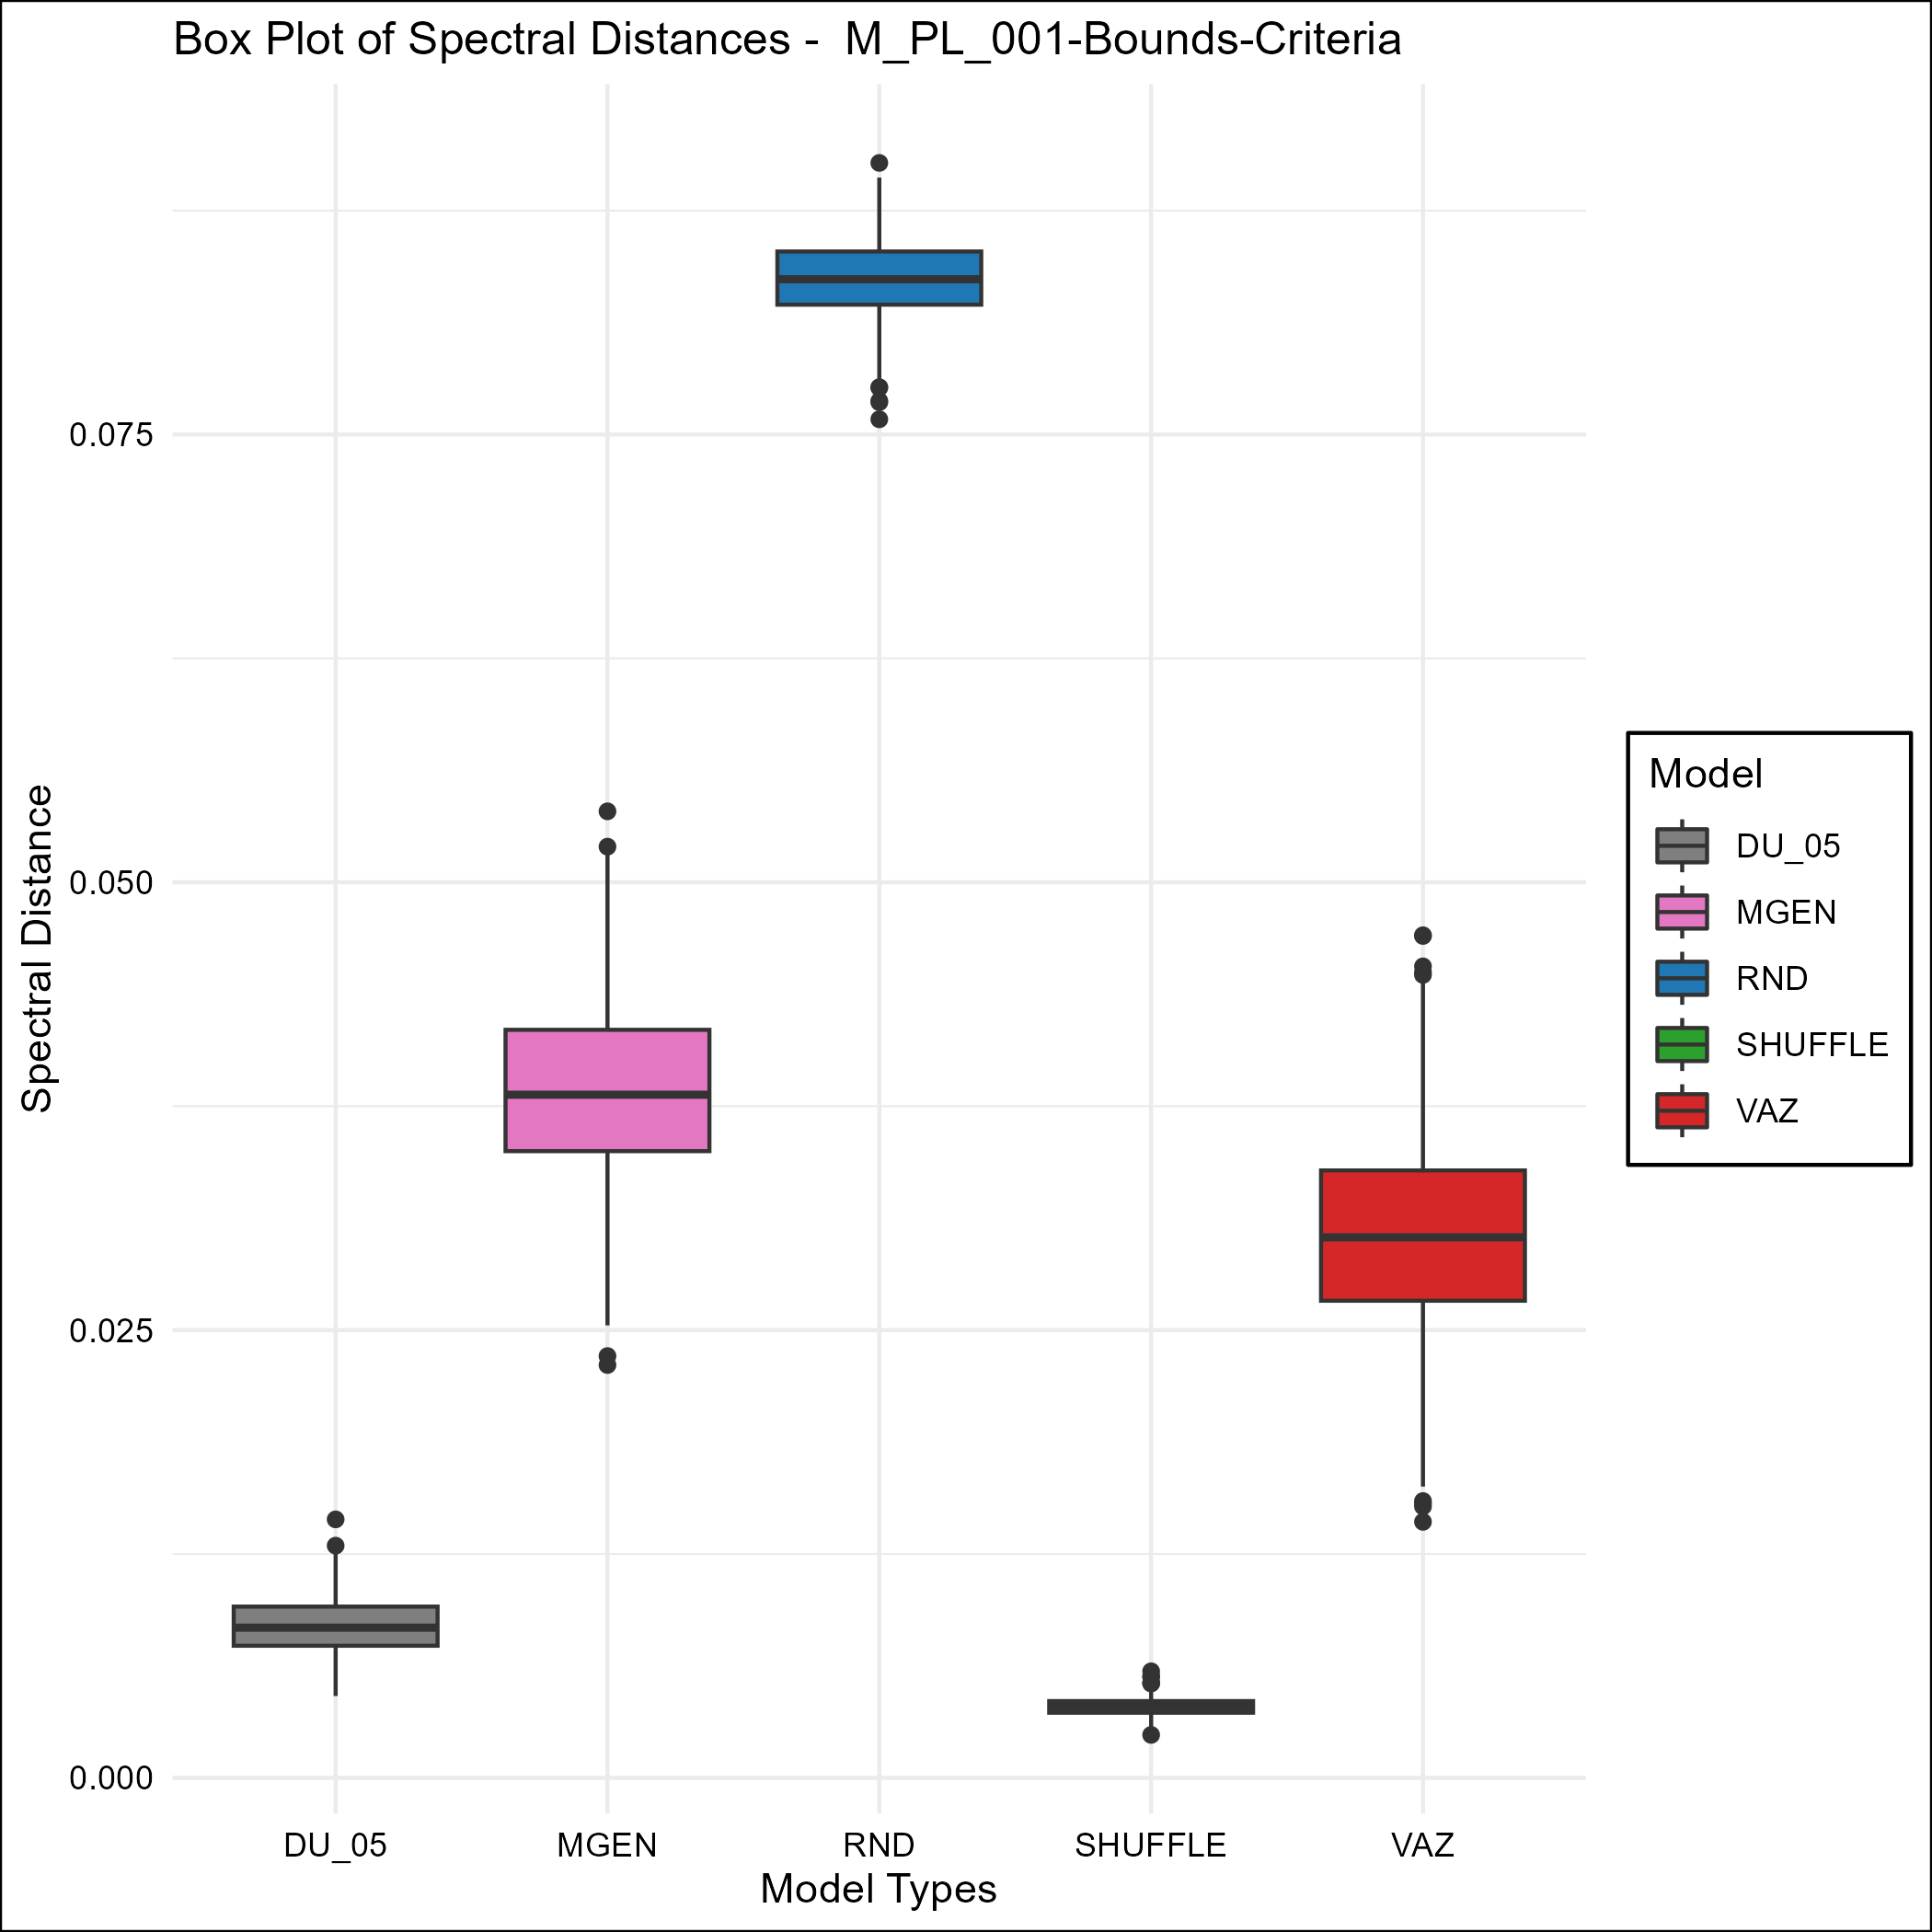 Box Plot of Spectral Distances -  M_PL_001-Bounds-Criteria
Spectral Distance
0.075
0.050
0.025
0.000
DU_05
MGEN
RND
SHUFFLE
VAZ
Model Types
Model
DU_05
MGEN
RND
SHUFFLE
VAZ